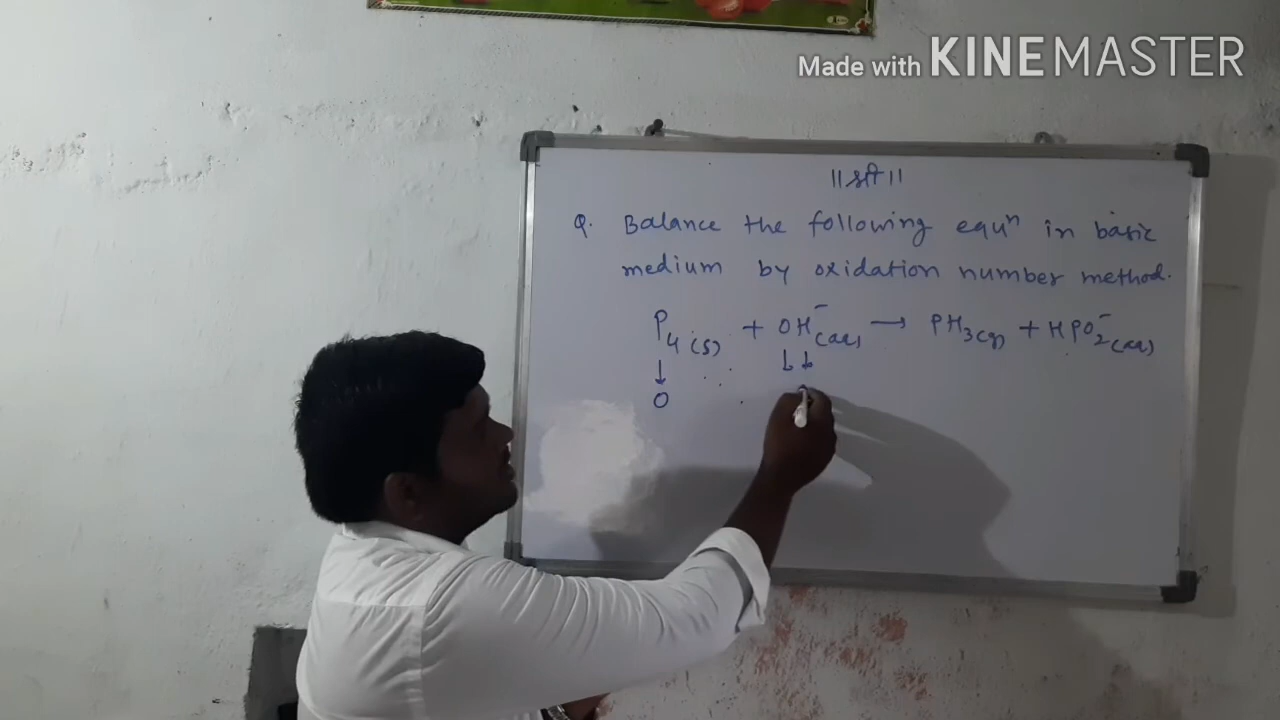 Made with KINEMASTER
॥ श्री ॥
Q. Balance the following equⁿ in basic
medium by oxidation number method.
P₄(s) + OH⁻(aq) → PH₃(g) + HPO₂⁻(aq)
↓ ↓ ↓
0